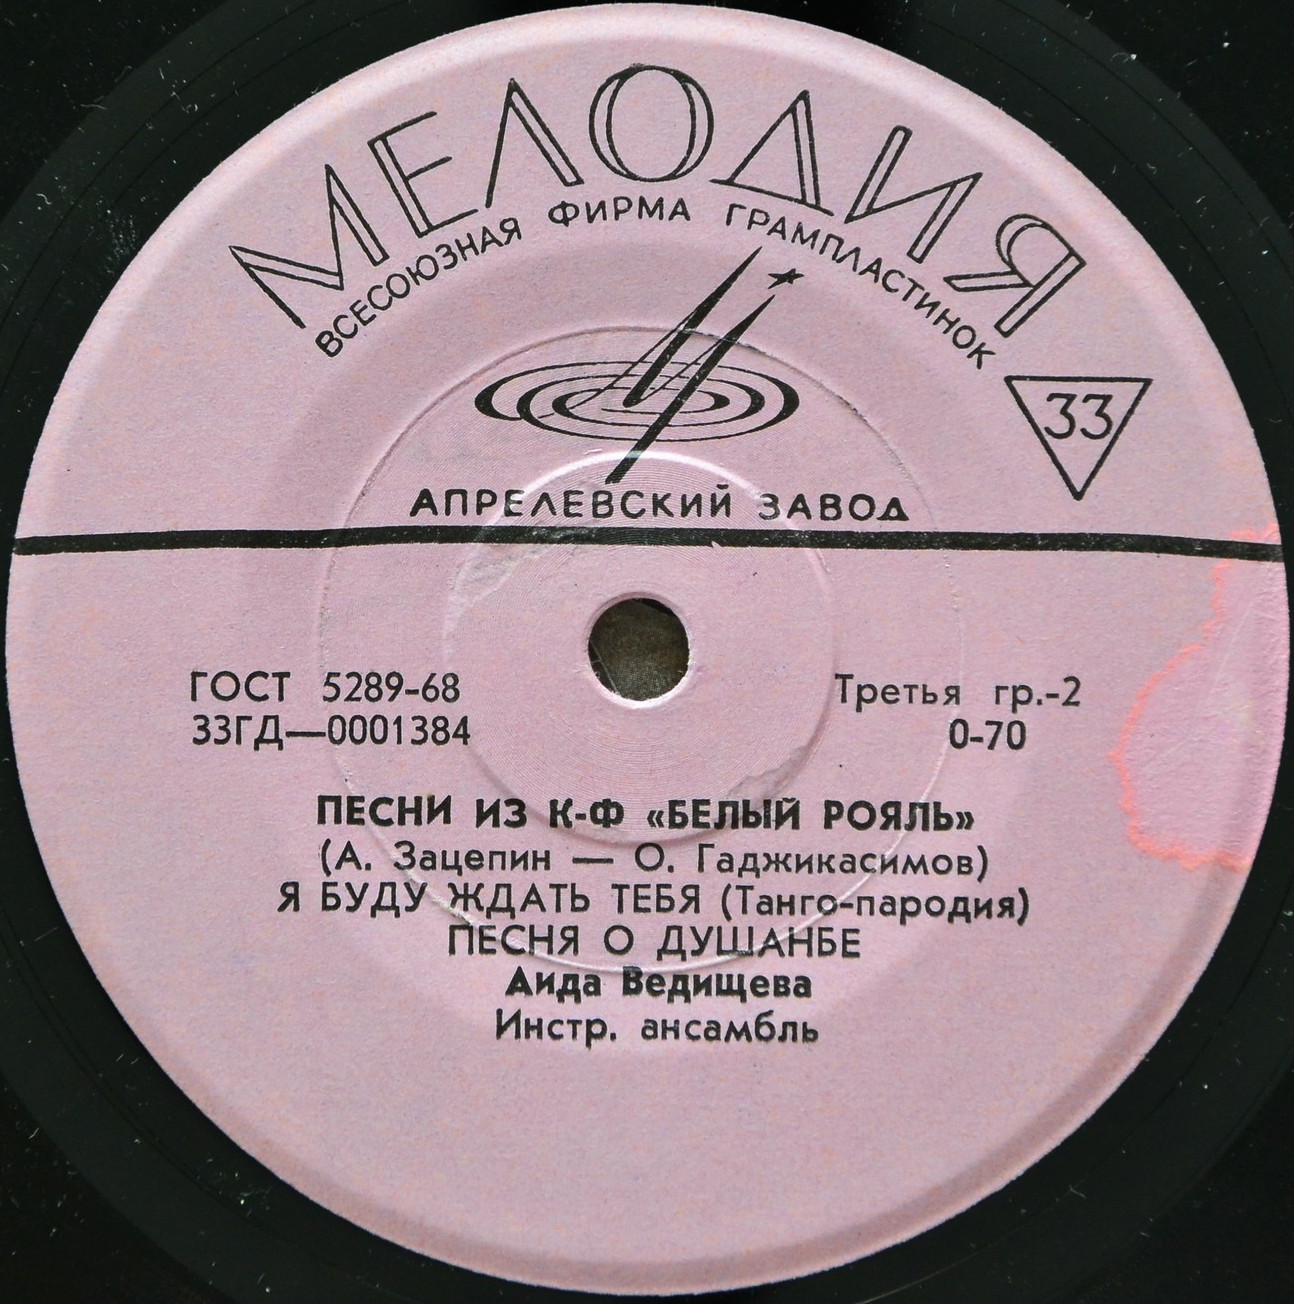 МЕЛОДИЯ
ВСЕСОЮЗНАЯ ФИРМА ГРАМПЛАСТИНОК
33
АПРЕЛЕВСКИЙ ЗАВОД
ГОСТ 5289-68
Третья гр.-2
33ГД—0001384
0-70
ПЕСНИ ИЗ К-Ф «БЕЛЫЙ РОЯЛЬ»
(А. Зацепин — О. Гаджикасимов)
Я БУДУ ЖДАТЬ ТЕБЯ (Танго-пародия)
ПЕСНЯ О ДУШАНБЕ
Аида Ведищева
Инстр. ансамбль